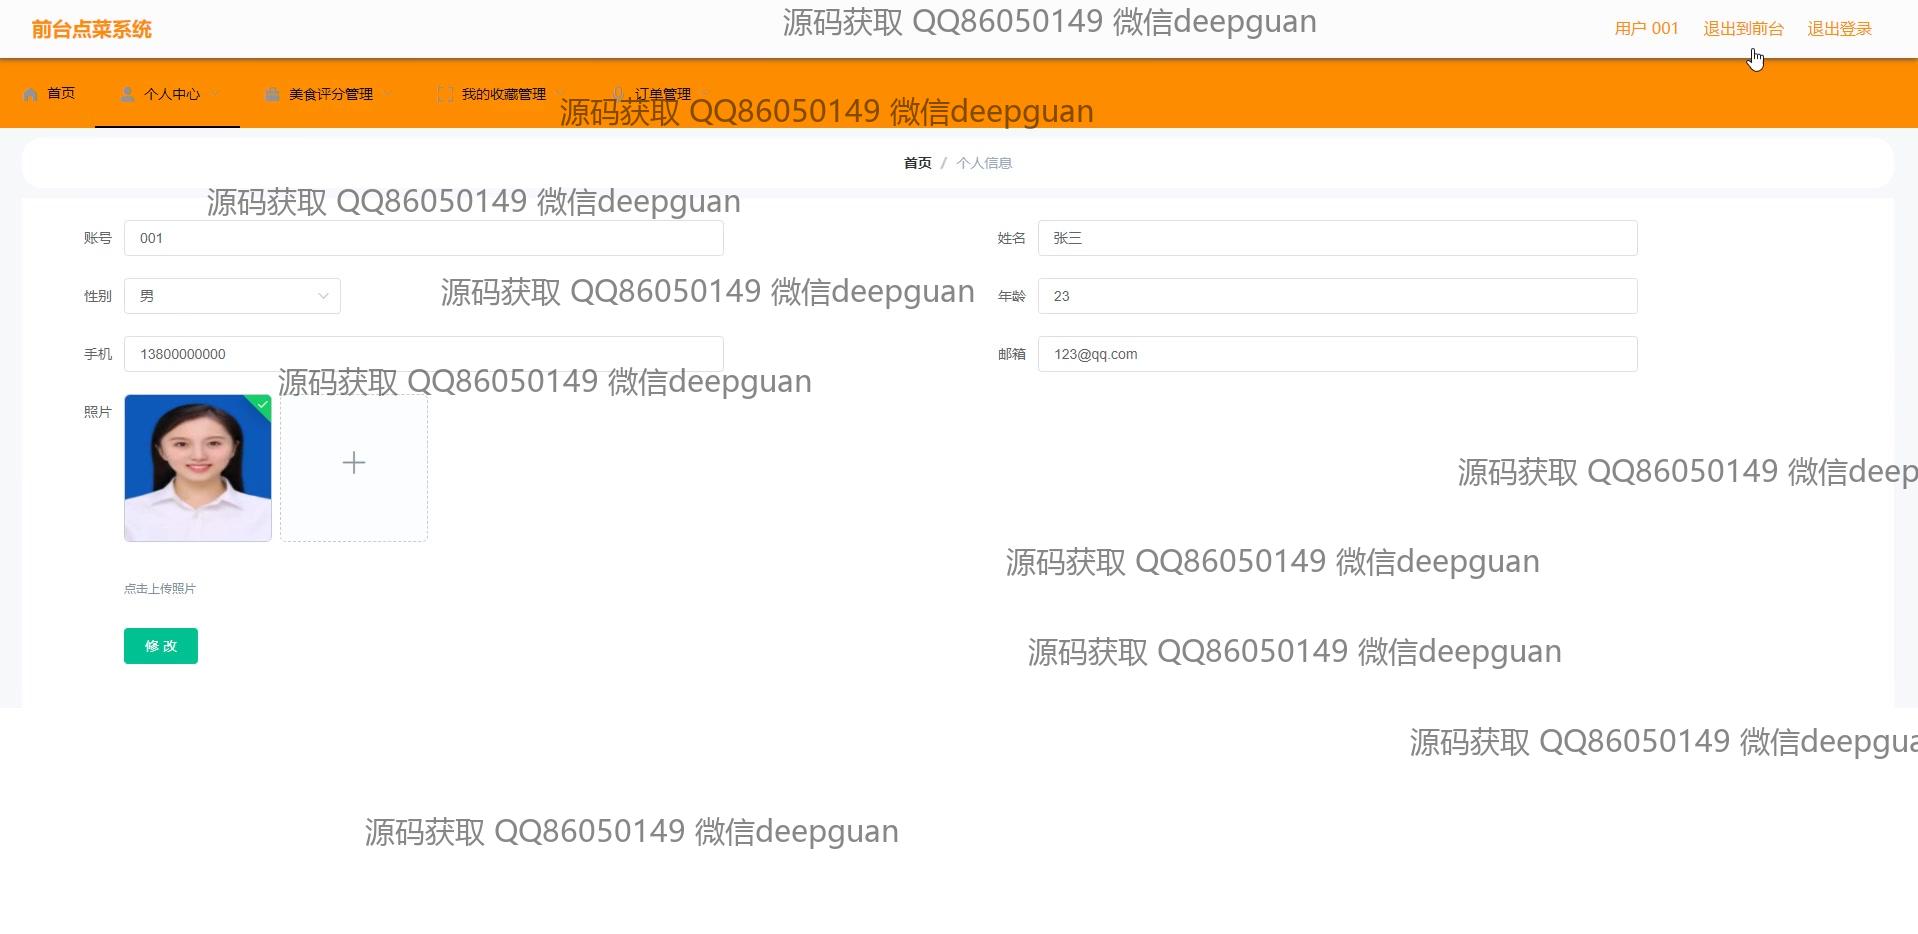 前台点菜系统
源码获取 QQ86050149 微信deepguan
用户 001 退出到前台 退出登录
首页 个人中心 美食评分管理 我的收藏管理 订单管理
源码获取 QQ86050149 微信deepguan
首页 / 个人信息
源码获取 QQ86050149 微信deepguan
账号 001 姓名 张三
性别 男 年龄 23
源码获取 QQ86050149 微信deepguan
手机 13800000000 邮箱 123@qq.com
源码获取 QQ86050149 微信deepguan
照片
源码获取 QQ86050149 微信deep
源码获取 QQ86050149 微信deepguan
点击上传照片
修改
源码获取 QQ86050149 微信deepguan
源码获取 QQ86050149 微信deepgua
源码获取 QQ86050149 微信deepguan